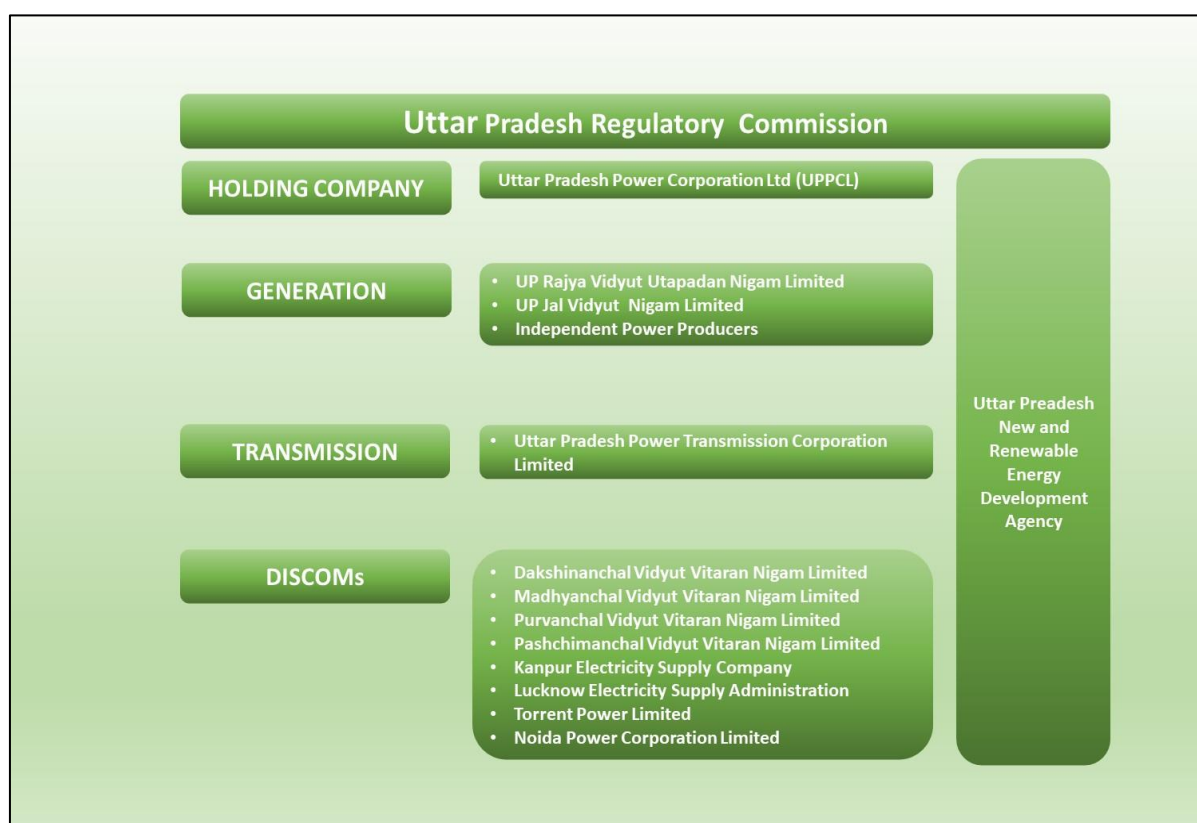 Uttar Pradesh Regulatory Commission
HOLDING COMPANY
Uttar Pradesh Power Corporation Ltd (UPPCL)
GENERATION
• UP Rajya Vidyut Utapadan Nigam Limited
• UP Jal Vidyut Nigam Limited
• Independent Power Producers
TRANSMISSION
• Uttar Pradesh Power Transmission Corporation
Limited
DISCOMs
• Dakshinanchal Vidyut Vitaran Nigam Limited
• Madhyanchal Vidyut Vitaran Nigam Limited
• Purvanchal Vidyut Vitaran Nigam Limited
• Pashchimanchal Vidyut Vitaran Nigam Limited
• Kanpur Electricity Supply Company
• Lucknow Electricity Supply Administration
• Torrent Power Limited
• Noida Power Corporation Limited
Uttar Preadesh
New and
Renewable
Energy
Development
Agency